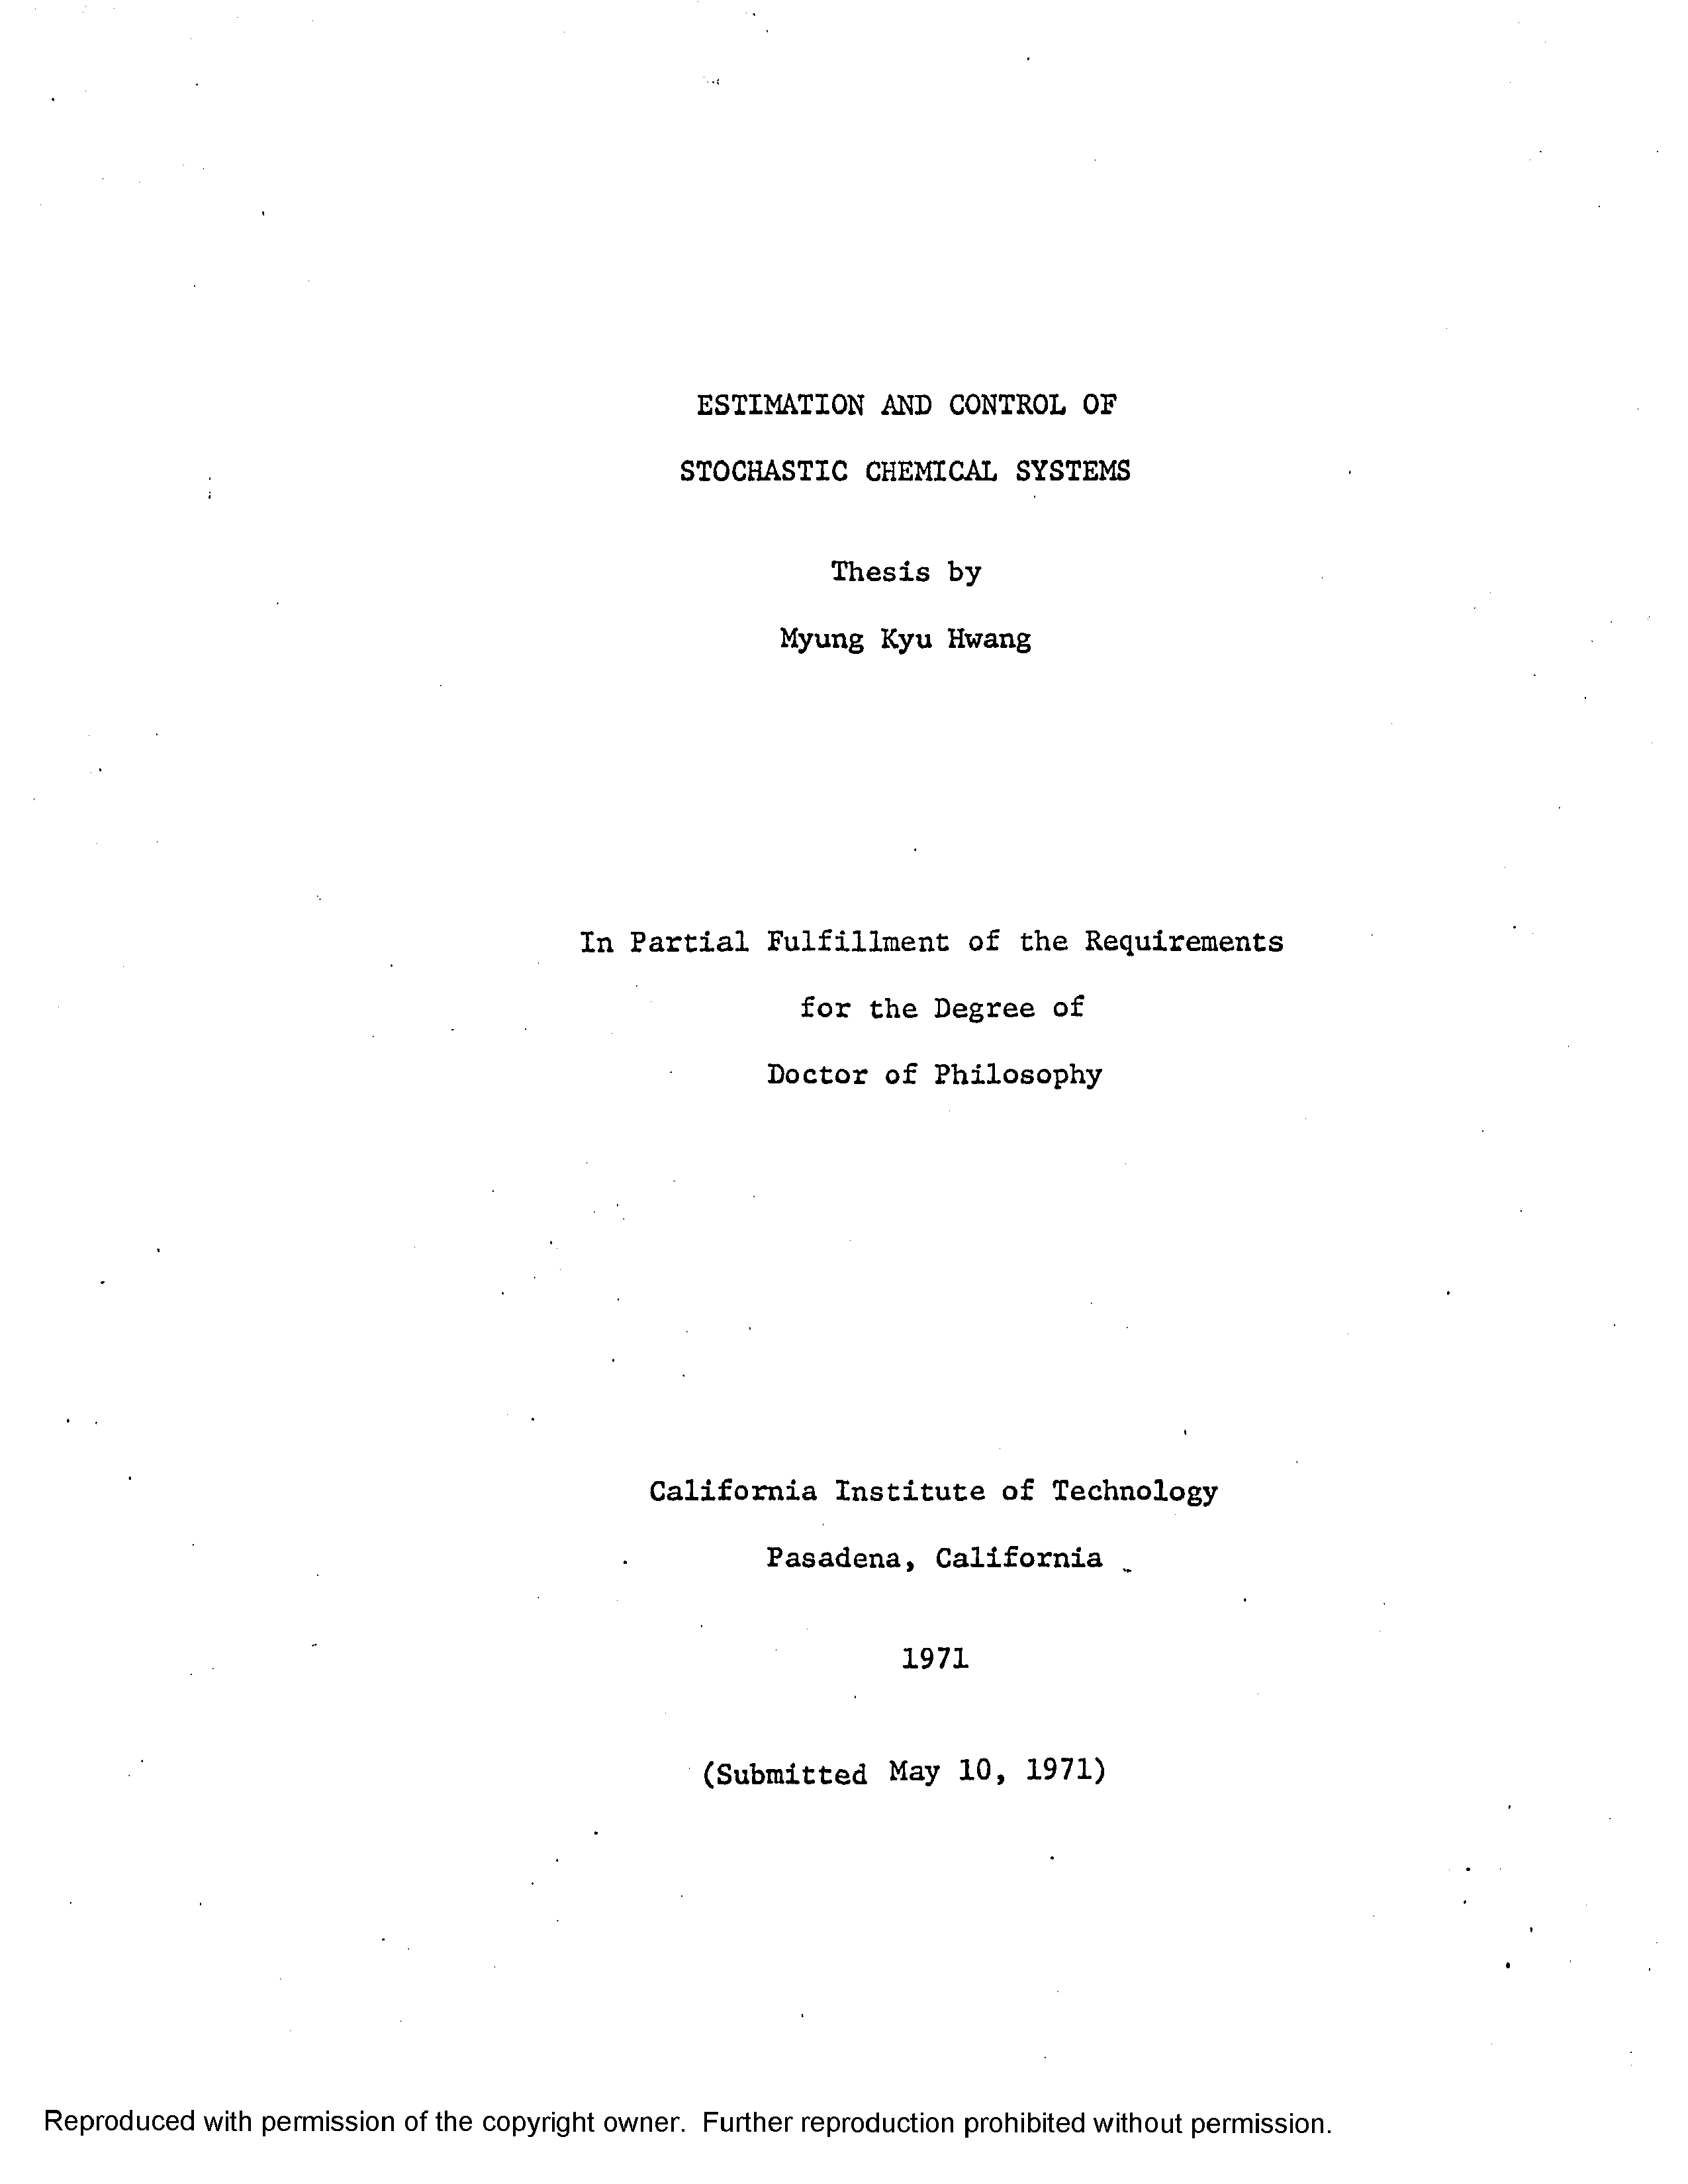 ESTIMATION AND CONTROL OF
STOCHASTIC CHEMICAL SYSTEMS
Thesis by
Myung Kyu Hwang
In Partial Fulfillment of the Requirements
for the Degree of
Doctor of Philosophy
California Institute of Technology
Pasadena, California
1971
(Submitted May 10, 1971)
Reproduced with permission of the copyright owner. Further reproduction prohibited without permission.